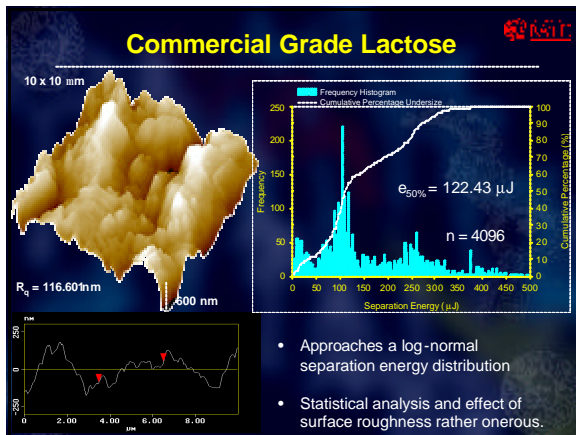 Commercial Grade Lactose
10 x 10 mm
Frequency Histogram
Cumulative Percentage Undersize
250
200
150
100
50
0
Frequency
100
90
80
70
60
50
40
30
20
10
0
Cumulative Percentage (%)
e50% = 122.43 µJ
n = 4096
0 50 100 150 200 250 300 350 400 450 500
Separation Energy (µJ)
Rq = 116.601nm
600 nm
nM
250
0
-250
0 2.00 4.00 6.00 8.00
µM
• Approaches a log-normal
separation energy distribution
• Statistical analysis and effect of
surface roughness rather onerous.